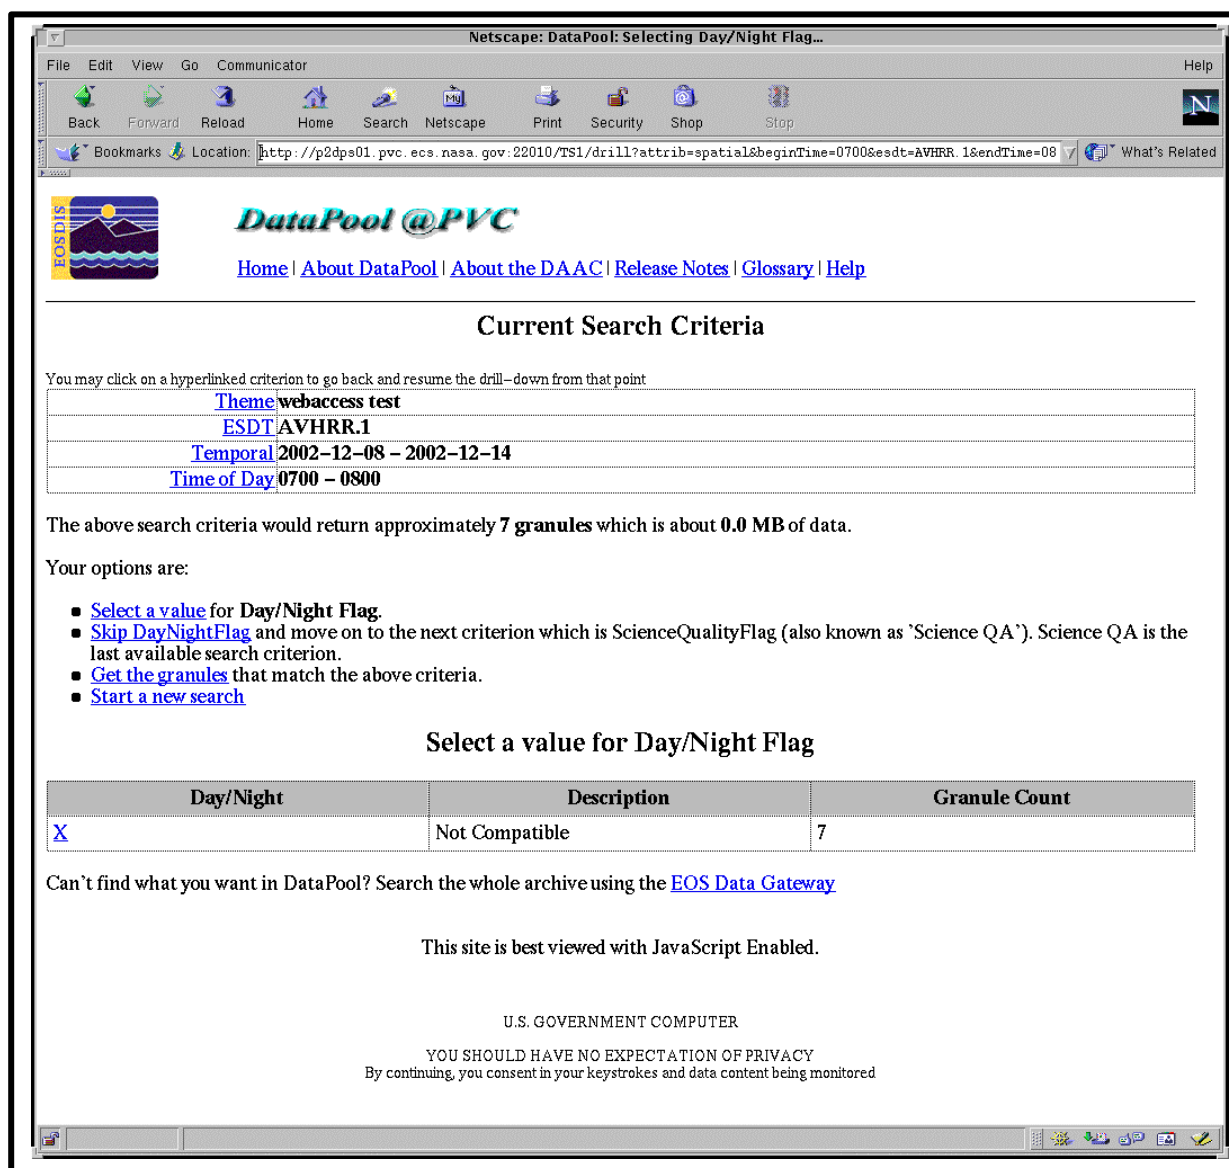 Netscape: DataPool: Selecting Day/Night Flag...
File Edit View Go Communicator Help
Back Forward Reload Home Search Netscape Print Security Shop Stop
My
N
Bookmarks Location: http://p2dps01.pvc.ecs.nasa.gov:22010/TS1/drill?attrib=spatial&beginTime=0700&esdt=AVHRR.1&endTime=08 What's Related
EOSDIS
DataPool @PVC
Home | About DataPool | About the DAAC | Release Notes | Glossary | Help
Current Search Criteria
You may click on a hyperlinked criterion to go back and resume the drill-down from that point
Theme webaccess test
ESDT AVHRR.1
Temporal 2002-12-08 - 2002-12-14
Time of Day 0700 - 0800
The above search criteria would return approximately 7 granules which is about 0.0 MB of data.
Your options are:
Select a value for Day/Night Flag.
Skip DayNightFlag and move on to the next criterion which is ScienceQualityFlag (also known as 'Science QA'). Science QA is the
last available search criterion.
Get the granules that match the above criteria.
Start a new search
Select a value for Day/Night Flag
Day/Night Description Granule Count
X Not Compatible 7
Can't find what you want in DataPool? Search the whole archive using the EOS Data Gateway
This site is best viewed with JavaScript Enabled.
U.S. GOVERNMENT COMPUTER
YOU SHOULD HAVE NO EXPECTATION OF PRIVACY
By continuing, you consent in your keystrokes and data content being monitored